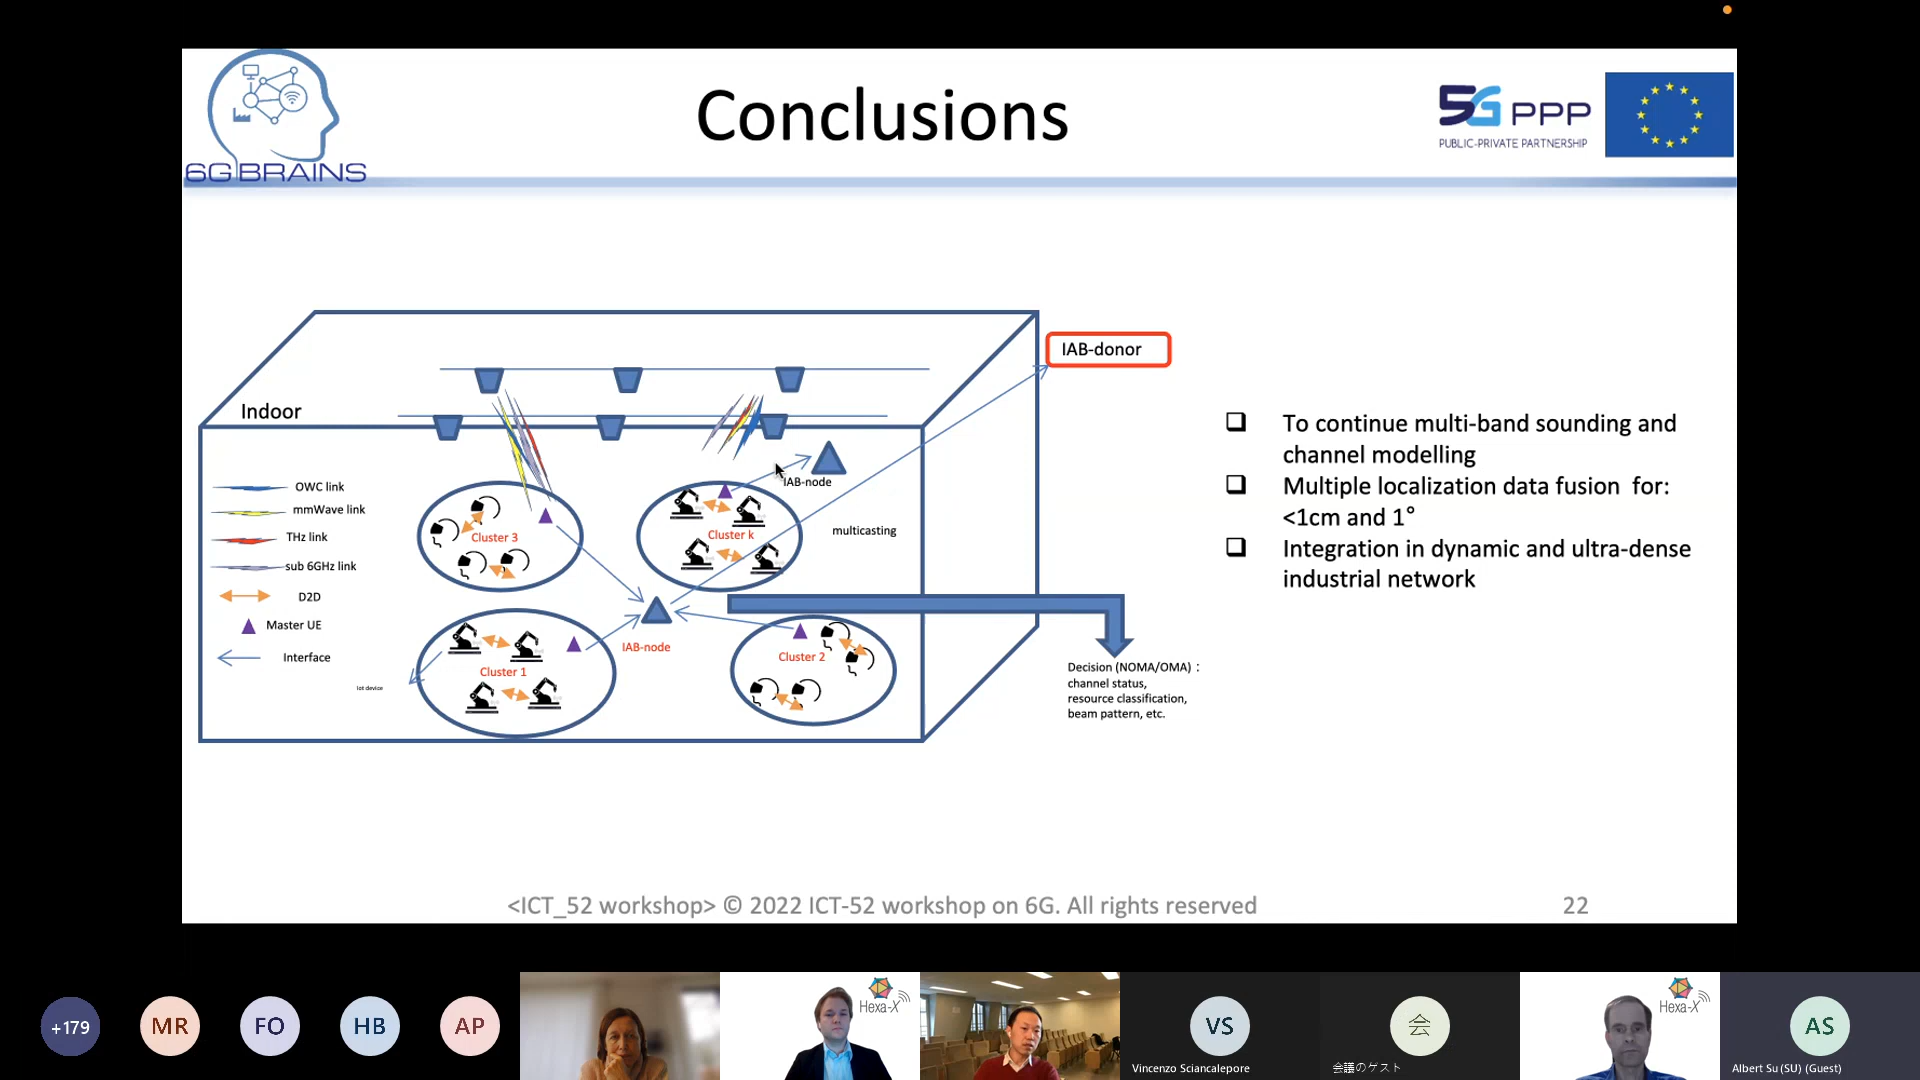 6G BRAINS
Conclusions
5G PPP
PUBLIC-PRIVATE PARTNERSHIP
IAB-donor
Indoor
OWC link
mmWave link
THz link
sub 6GHz link
D2D
Master UE
Interface
Iot device
Cluster 3
Cluster k
IAB-node
multicasting
Cluster 1
IAB-node
Cluster 2
Decision (NOMA/OMA) :
channel status,
resource classification,
beam pattern, etc.
To continue multi-band sounding and
channel modelling
Multiple localization data fusion for:
<1cm and 1°
Integration in dynamic and ultra-dense
industrial network
<ICT_52 workshop> © 2022 ICT-52 workshop on 6G. All rights reserved
22
+179
MR
FO
HB
AP
Hexa-X
VS
Vincenzo Sciancalepore
会
会議のゲスト
Hexa-X
AS
Albert Su (SU) (Guest)